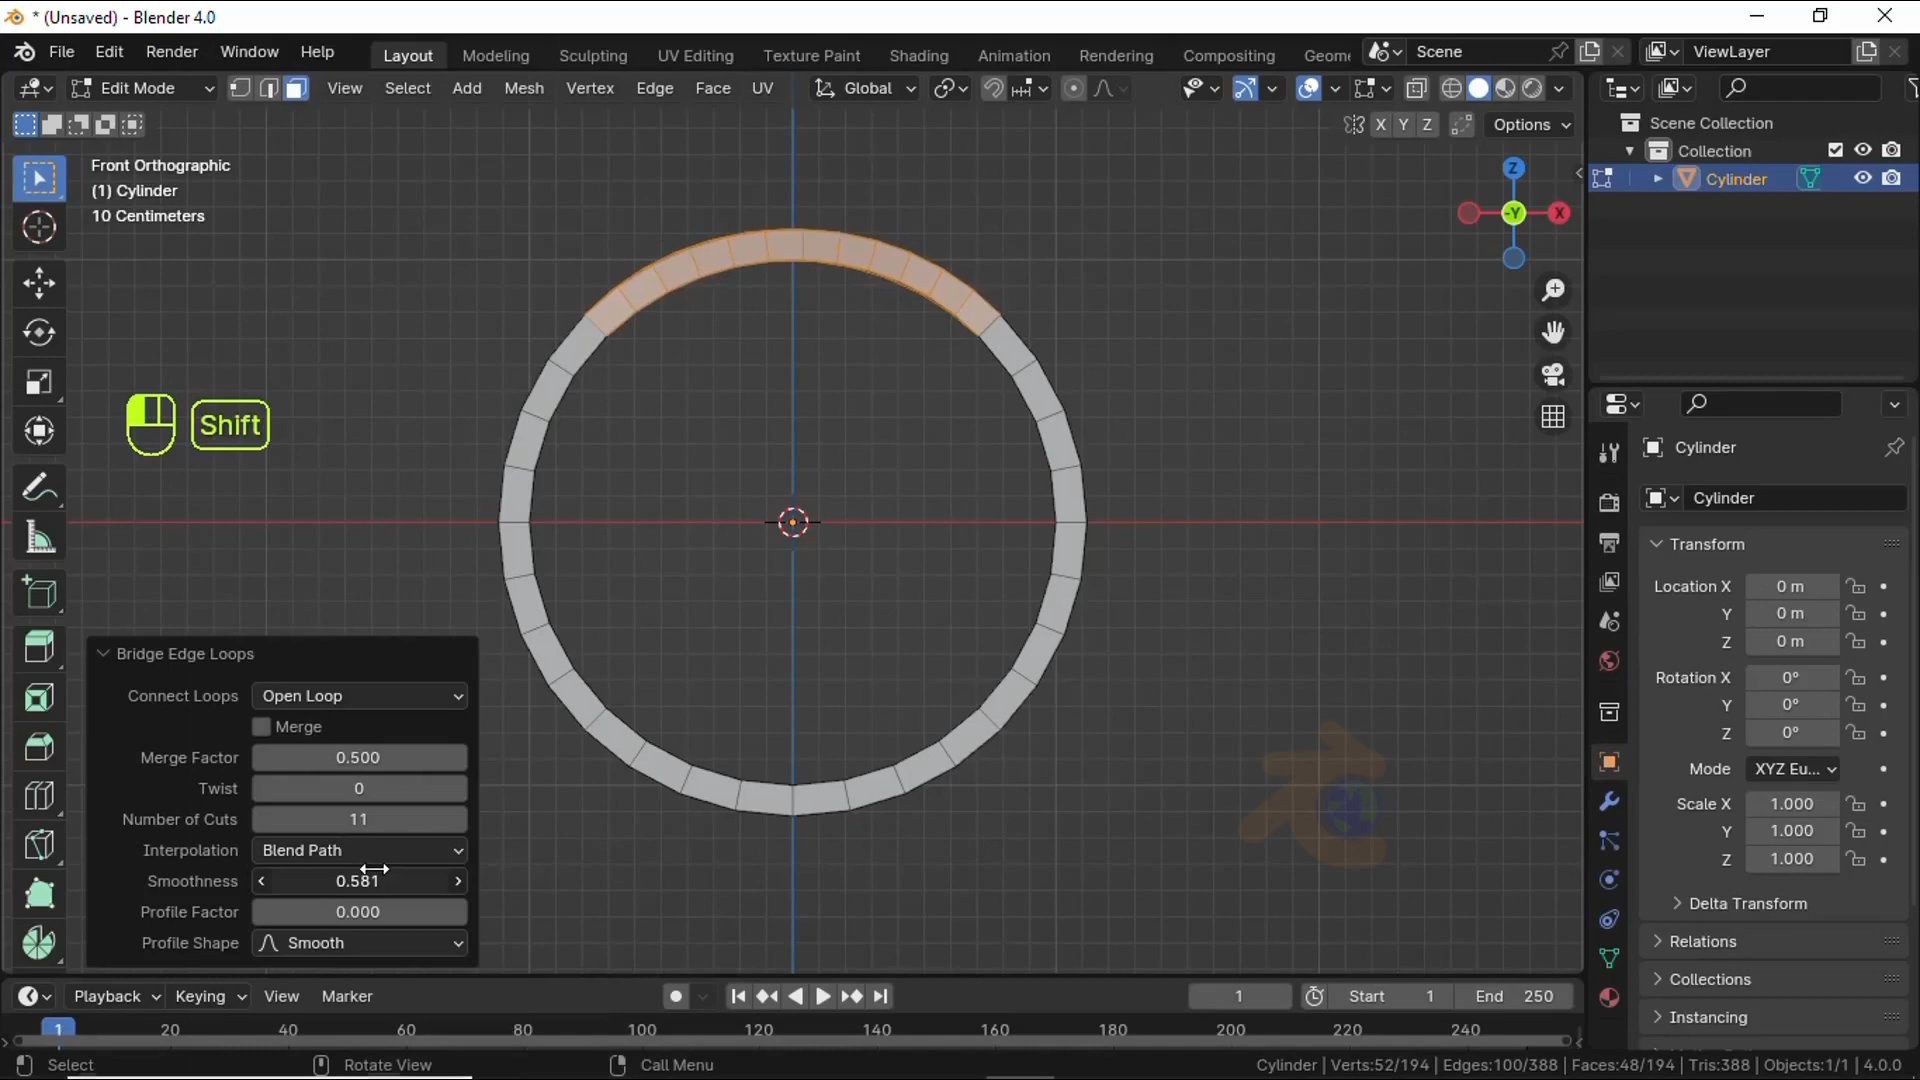 * (Unsaved) - Blender 4.0
File Edit Render Window Help Layout Modeling Sculpting UV Editing Texture Paint Shading Animation Rendering Compositing Geome Scene ViewLayer
Edit Mode View Select Add Mesh Vertex Edge Face UV Global
X Y Z Options
Front Orthographic
(1) Cylinder
10 Centimeters
Z
-Y
X
Shift
Bridge Edge Loops
Connect Loops Open Loop
Merge
Merge Factor 0.500
Twist 0
Number of Cuts 11
Interpolation Blend Path
Smoothness 0.581
Profile Factor 0.000
Profile Shape Smooth
Scene Collection
Collection
Cylinder
Cylinder
Cylinder
Transform
Location X 0 m
Y 0 m
Z 0 m
Rotation X 0°
Y 0°
Z 0°
Mode XYZ Eu...
Scale X 1.000
Y 1.000
Z 1.000
Delta Transform
Relations
Collections
Instancing
Playback Keying View Marker 1 Start 1 End 250
1 20 40 60 80 100 120 140 160 180 200 220 240
Select Rotate View Call Menu Cylinder | Verts:52/194 | Edges:100/388 | Faces:48/194 | Tris:388 | Objects:1/1 | 4.0.0